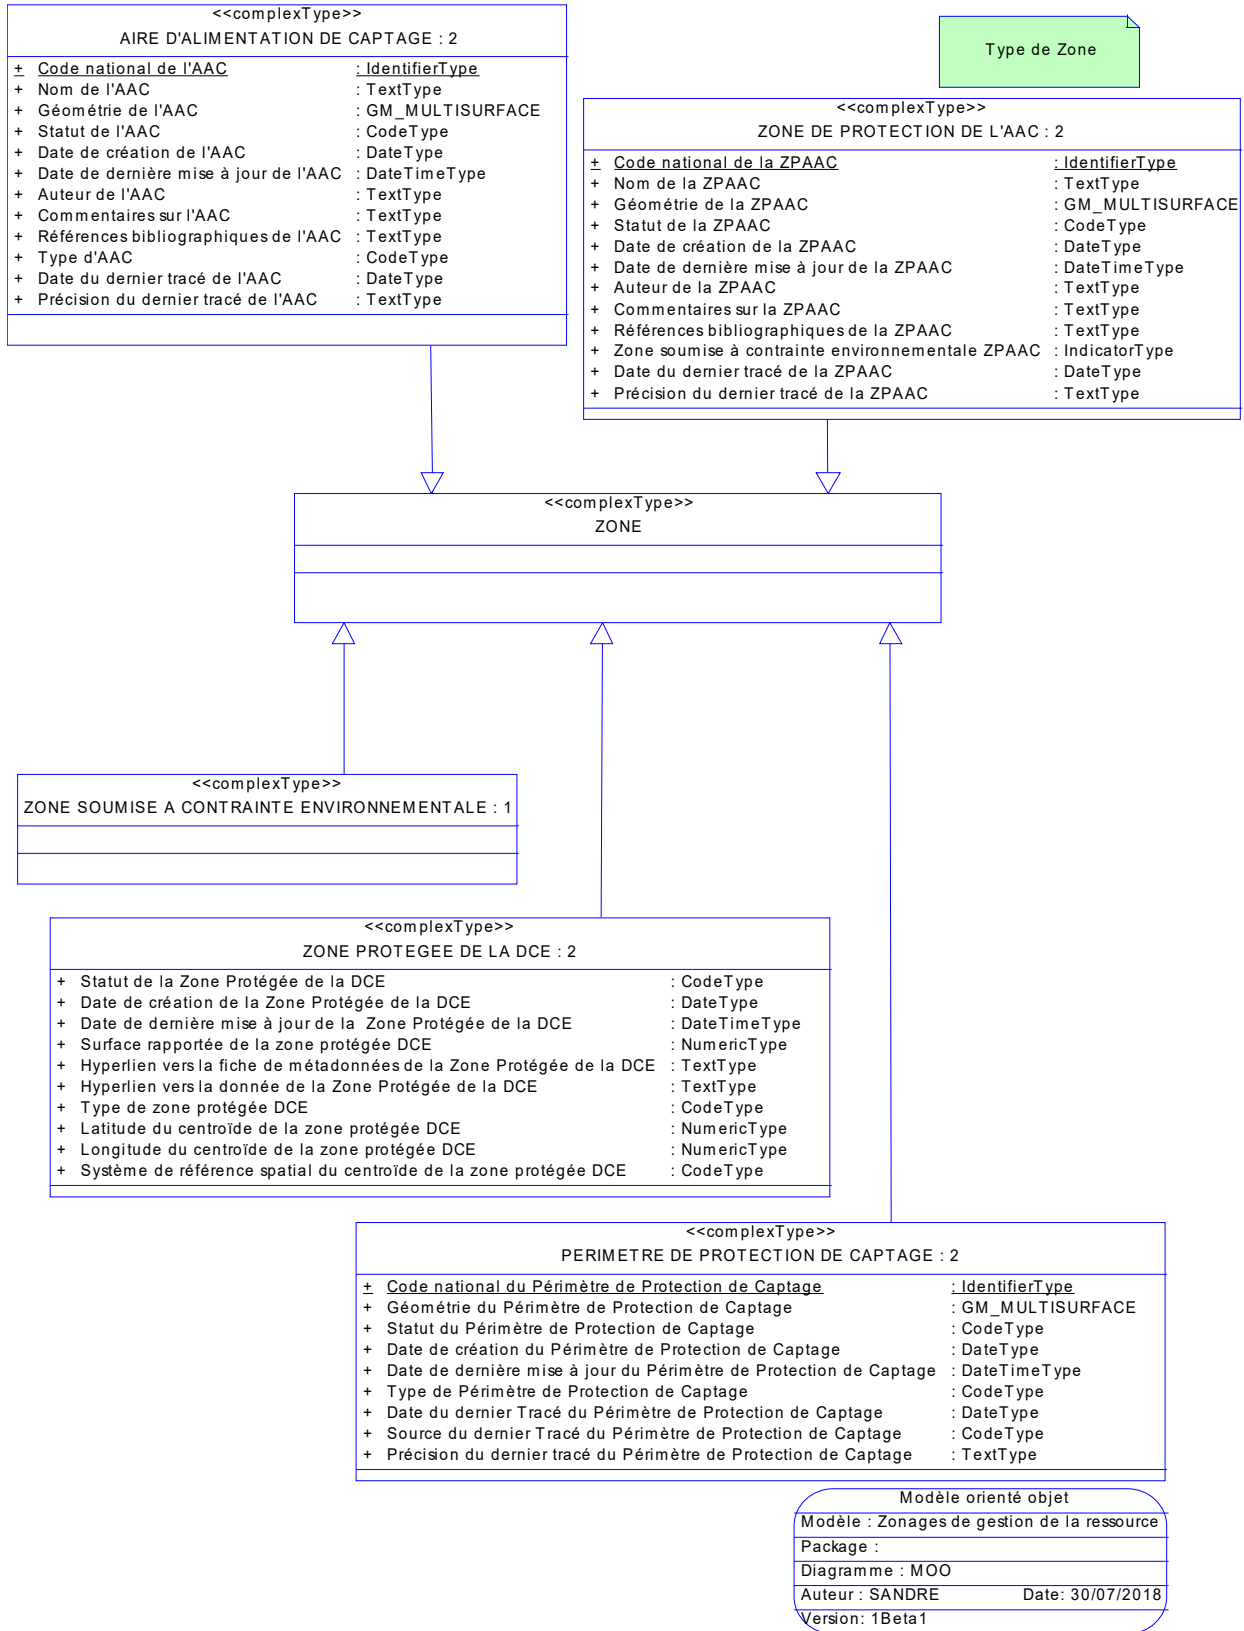 <<complexType>>
AIRE D'ALIMENTATION DE CAPTAGE : 2
+ Code national de l'AAC : IdentifierType
+ Nom de l'AAC : TextType
+ Géométrie de l'AAC : GM_MULTISURFACE
+ Statut de l'AAC : CodeType
+ Date de création de l'AAC : DateType
+ Date de dernière mise à jour de l'AAC : DateTimeType
+ Auteur de l'AAC : TextType
+ Commentaires sur l'AAC : TextType
+ Références bibliographiques de l'AAC : TextType
+ Type d'AAC : CodeType
+ Date du dernier tracé de l'AAC : DateType
+ Précision du dernier tracé de l'AAC : TextType
Type de Zone
<<complexType>>
ZONE DE PROTECTION DE L'AAC : 2
+ Code national de la ZPAAC : IdentifierType
+ Nom de la ZPAAC : TextType
+ Géométrie de la ZPAAC : GM_MULTISURFACE
+ Statut de la ZPAAC : CodeType
+ Date de création de la ZPAAC : DateType
+ Date de dernière mise à jour de la ZPAAC : DateTimeType
+ Auteur de la ZPAAC : TextType
+ Commentaires sur la ZPAAC : TextType
+ Références bibliographiques de la ZPAAC : TextType
+ Zone soumise à contrainte environnementale ZPAAC : IndicatorType
+ Date du dernier tracé de la ZPAAC : DateType
+ Précision du dernier tracé de la ZPAAC : TextType
<<complexType>>
ZONE
<<complexType>>
ZONE SOUMISE A CONTRAINTE ENVIRONNEMENTALE : 1
<<complexType>>
ZONE PROTEGEE DE LA DCE : 2
+ Statut de la Zone Protégée de la DCE : CodeType
+ Date de création de la Zone Protégée de la DCE : DateType
+ Date de dernière mise à jour de la Zone Protégée de la DCE : DateTimeType
+ Surface rapportée de la zone protégée DCE : NumericType
+ Hyperlien vers la fiche de métadonnées de la Zone Protégée de la DCE : TextType
+ Hyperlien vers la donnée de la Zone Protégée de la DCE : TextType
+ Type de zone protégée DCE : CodeType
+ Latitude du centroïde de la zone protégée DCE : NumericType
+ Longitude du centroïde de la zone protégée DCE : NumericType
+ Système de référence spatial du centroïde de la zone protégée DCE : CodeType
<<complexType>>
PERIMETRE DE PROTECTION DE CAPTAGE : 2
+ Code national du Périmètre de Protection de Captage : IdentifierType
+ Géométrie du Périmètre de Protection de Captage : GM_MULTISURFACE
+ Statut du Périmètre de Protection de Captage : CodeType
+ Date de création du Périmètre de Protection de Captage : DateType
+ Date de dernière mise à jour du Périmètre de Protection de Captage : DateTimeType
+ Type de Périmètre de Protection de Captage : CodeType
+ Date du dernier Tracé du Périmètre de Protection de Captage : DateType
+ Source du dernier Tracé du Périmètre de Protection de Captage : CodeType
+ Précision du dernier tracé du Périmètre de Protection de Captage : TextType
Modèle orienté objet
Modèle : Zonages de gestion de la ressource
Package :
Diagramme : MOO
Auteur : SANDRE Date: 30/07/2018
Version: 1Beta1